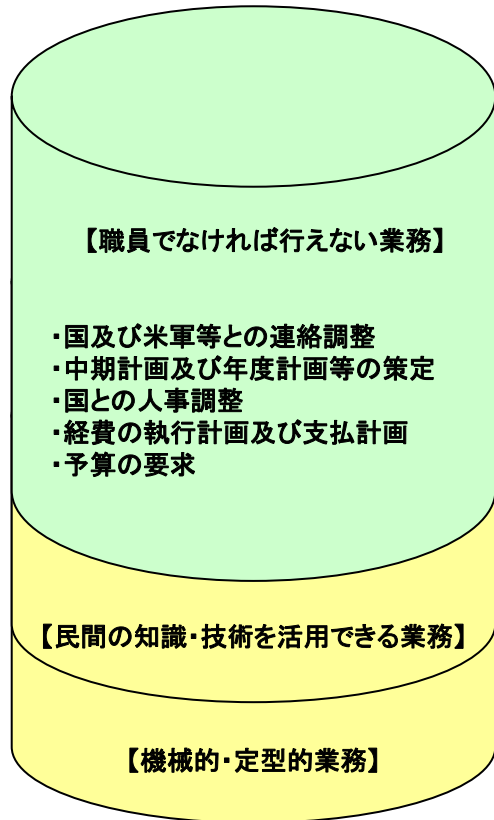 【職員でなければ行えない業務】
・国及び米軍等との連絡調整
・中期計画及び年度計画等の策定
・国との人事調整
・経費の執行計画及び支払計画
・予算の要求
【民間の知識・技術を活用できる業務】
【機械的・定型的業務】